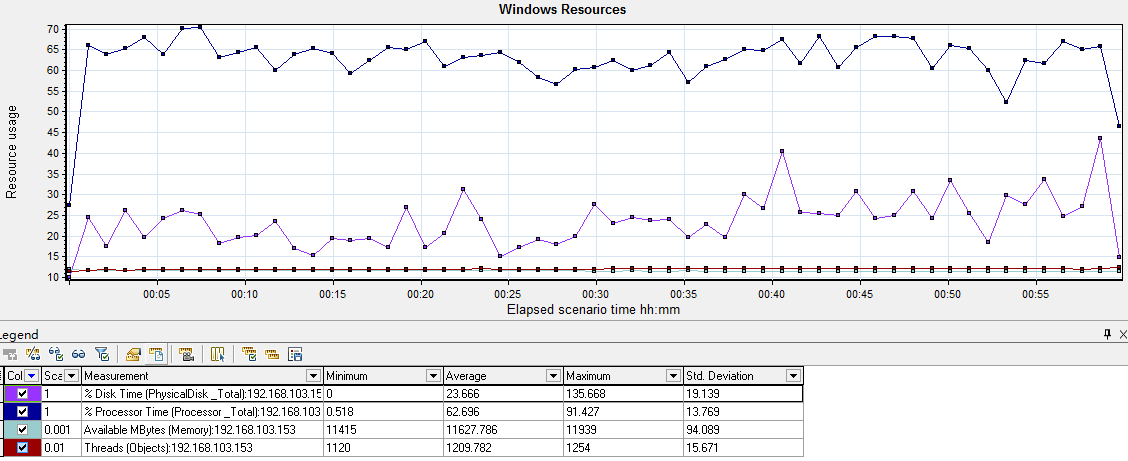 Windows Resources
70
65
60
55
50
45
40
35
30
25
20
15
10
Resource usage
00:05 00:10 00:15 00:20 00:25 00:30 00:35 00:40 00:45 00:50 00:55
Elapsed scenario time hh:mm
Legend
Col Sca Measurement Minimum Average Maximum Std. Deviation
1 % Disk Time (PhysicalDisk _Total):192.168.103.15 0 23.666 135.668 19.139
1 % Processor Time (Processor _Total):192.168.103 0.518 62.696 91.427 13.769
0.001 Available MBytes (Memory):192.168.103.153 11415 11627.786 11939 94.089
0.01 Threads (Objects):192.168.103.153 1120 1209.782 1254 15.671